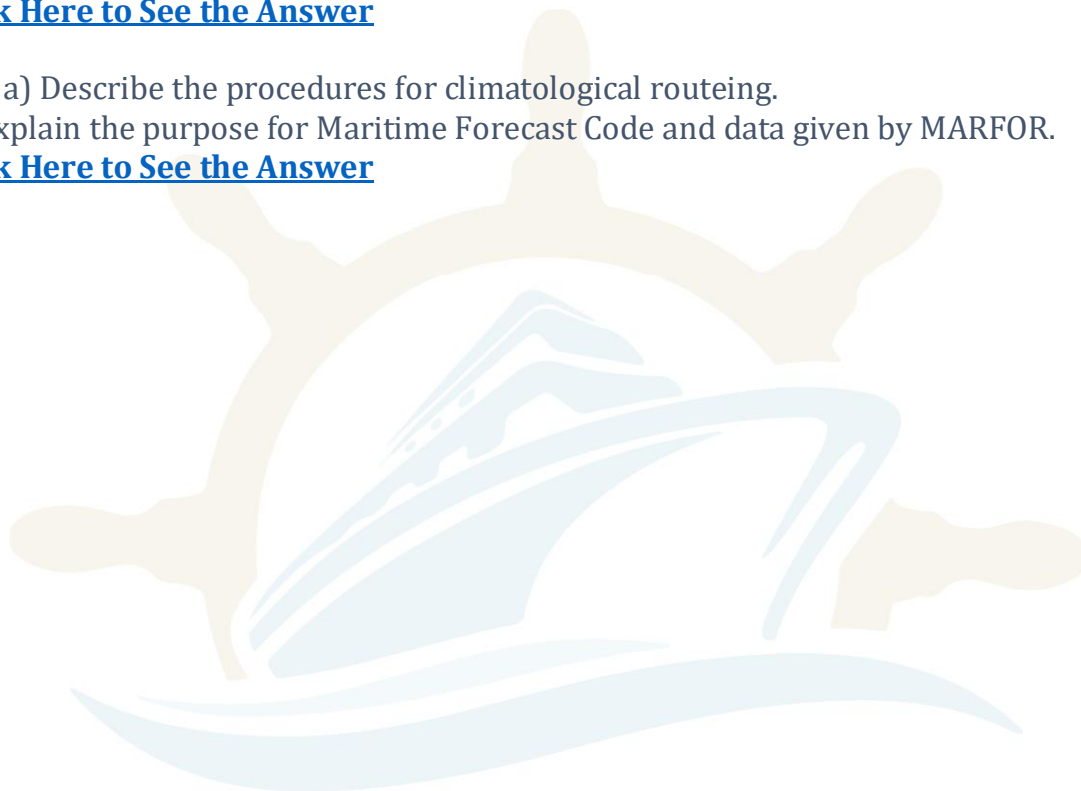 k Here to See the Answer
a) Describe the procedures for climatological routeing.
xplain the purpose for Maritime Forecast Code and data given by MARFOR.
k Here to See the Answer